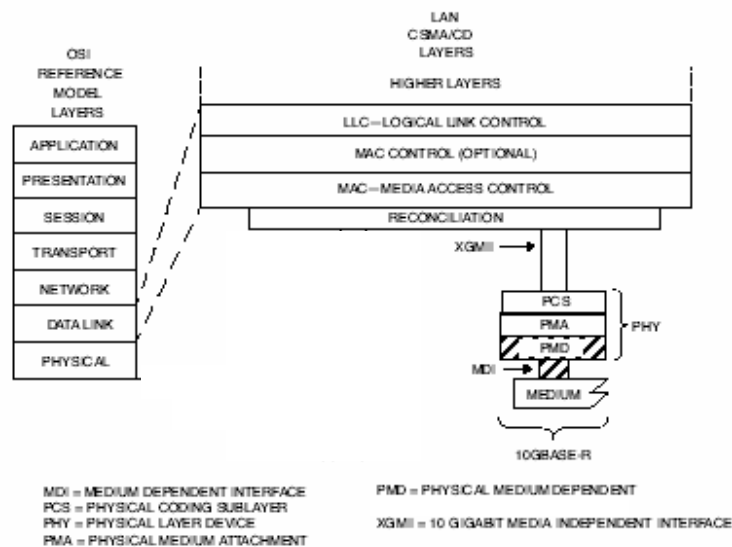 OSI
REFERENCE
MODEL
LAYERS
APPLICATION
PRESENTATION
SESSION
TRANSPORT
NETWORK
DATA LINK
PHYSICAL
LAN
CSMA/CD
LAYERS
HIGHER LAYERS
LLC—LOGICAL LINK CONTROL
MAC CONTROL (OPTIONAL)
MAC—MEDIA ACCESS CONTROL
RECONCILIATION
XGMII
PCS
PMA
PMD
PHY
MDI
MEDIUM
10GBASE-R
MDI = MEDIUM DEPENDENT INTERFACE
PCS = PHYSICAL CODING SUBLAYER
PHY = PHYSICAL LAYER DEVICE
PMA = PHYSICAL MEDIUM ATTACHMENT
PMD = PHYSICAL MEDIUM DEPENDENT
XGMII = 10 GIGABIT MEDIA INDEPENDENT INTERFACE